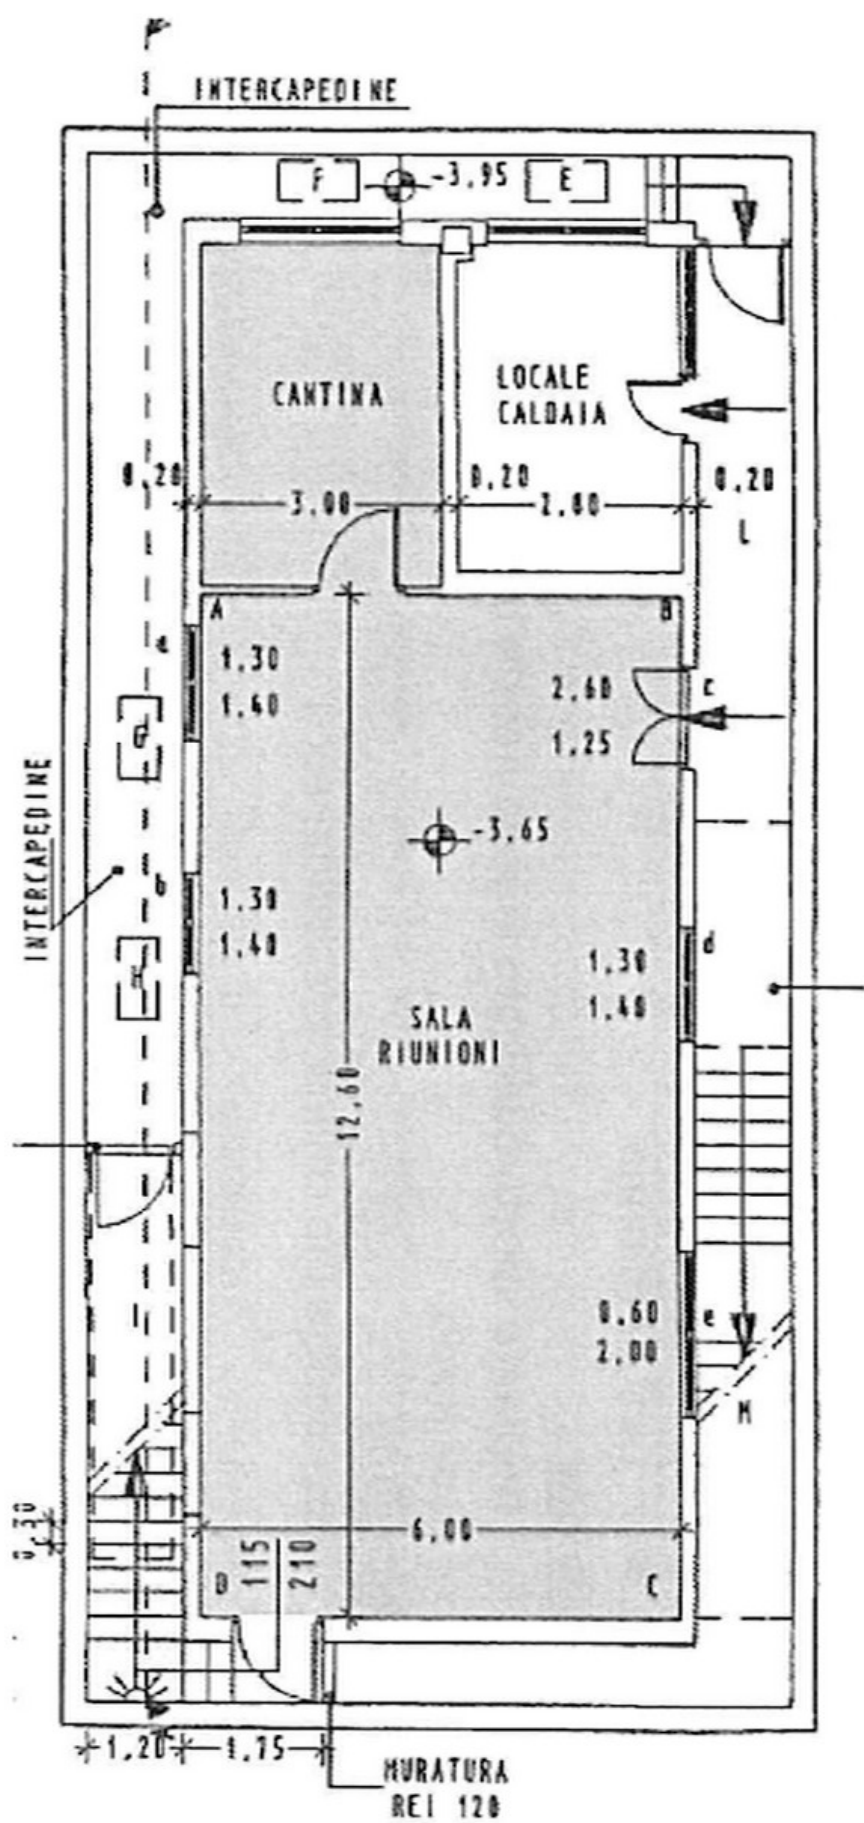 INTERCAPEDINE
F
-3,95
E
CANTINA
LOCALE
CALDAIA
0,20
3.00
0,20
2,80
0,20
L
A
B
a
1,30
1,40
2,60
1,25
c
G
-3,65
INTERCAPEDINE
b
1,30
1,40
H
d
1,30
1,40
SALA
RIUNIONI
12,60
I
0,60
2,00
e
M
0,30
6,00
D
115
210
C
1,20
1,75
MURATURA
REI 120